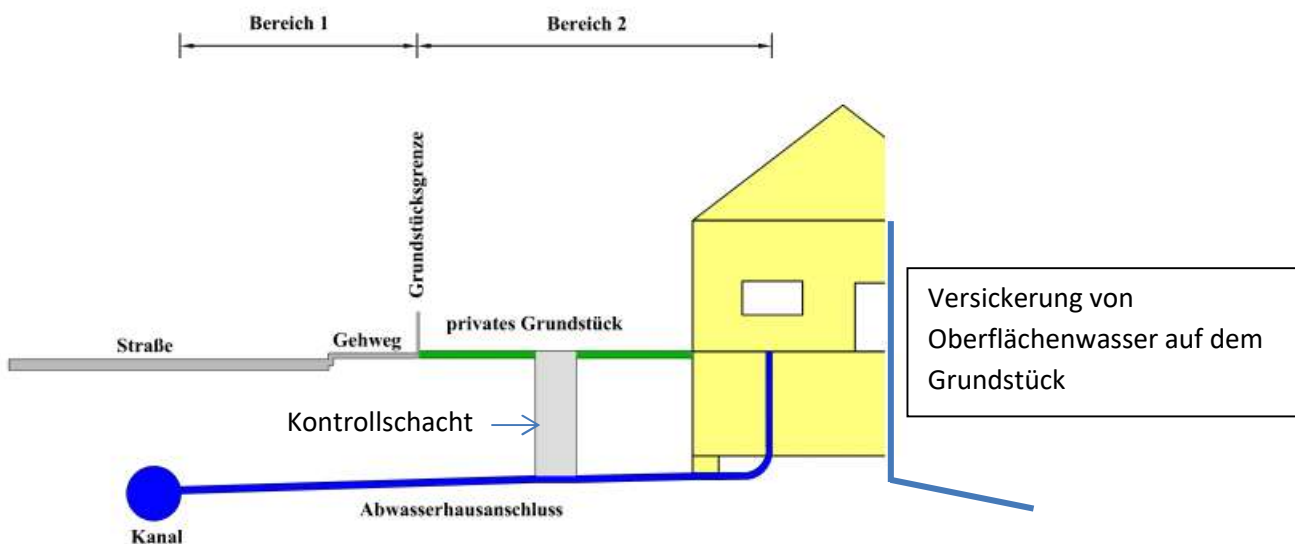 Bereich 1
Bereich 2
Grundstücksgrenze
privates Grundstück
Gehweg
Straße
Versickerung von
Oberflächenwasser auf dem
Grundstück
Kontrollschacht
Abwasserhausanschluss
Kanal